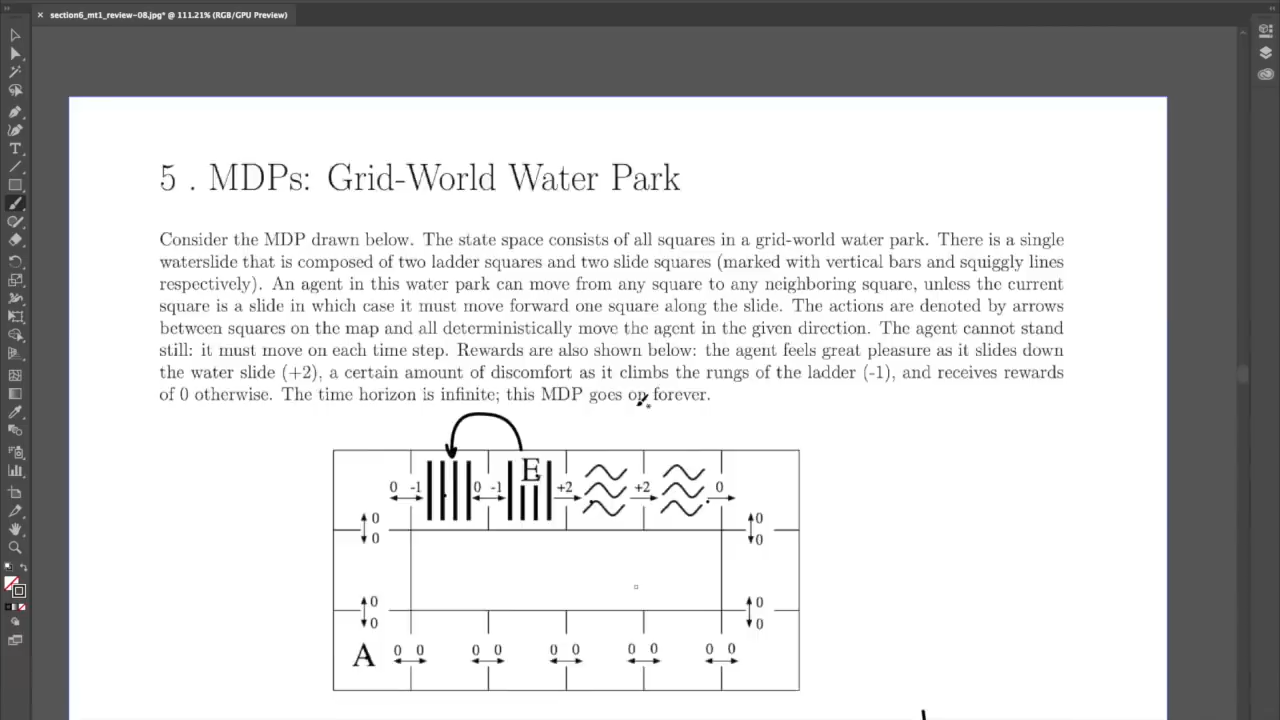 section6_mt1_review-08.jpg* @ 111.21% (RGB/GPU Preview)
5 . MDPs: Grid-World Water Park
Consider the MDP drawn below. The state space consists of all squares in a grid-world water park. There is a single
waterslide that is composed of two ladder squares and two slide squares (marked with vertical bars and squiggly lines
respectively). An agent in this water park can move from any square to any neighboring square, unless the current
square is a slide in which case it must move forward one square along the slide. The actions are denoted by arrows
between squares on the map and all deterministically move the agent in the given direction. The agent cannot stand
still: it must move on each time step. Rewards are also shown below: the agent feels great pleasure as it slides down
the water slide (+2), a certain amount of discomfort as it climbs the rungs of the ladder (-1), and receives rewards
of 0 otherwise. The time horizon is infinite; this MDP goes on forever.
E
0 -1 0 -1 +2 +2 0
0 0
0 0
0 0
0 0
A 0 0 0 0 0 0 0 0 0 0